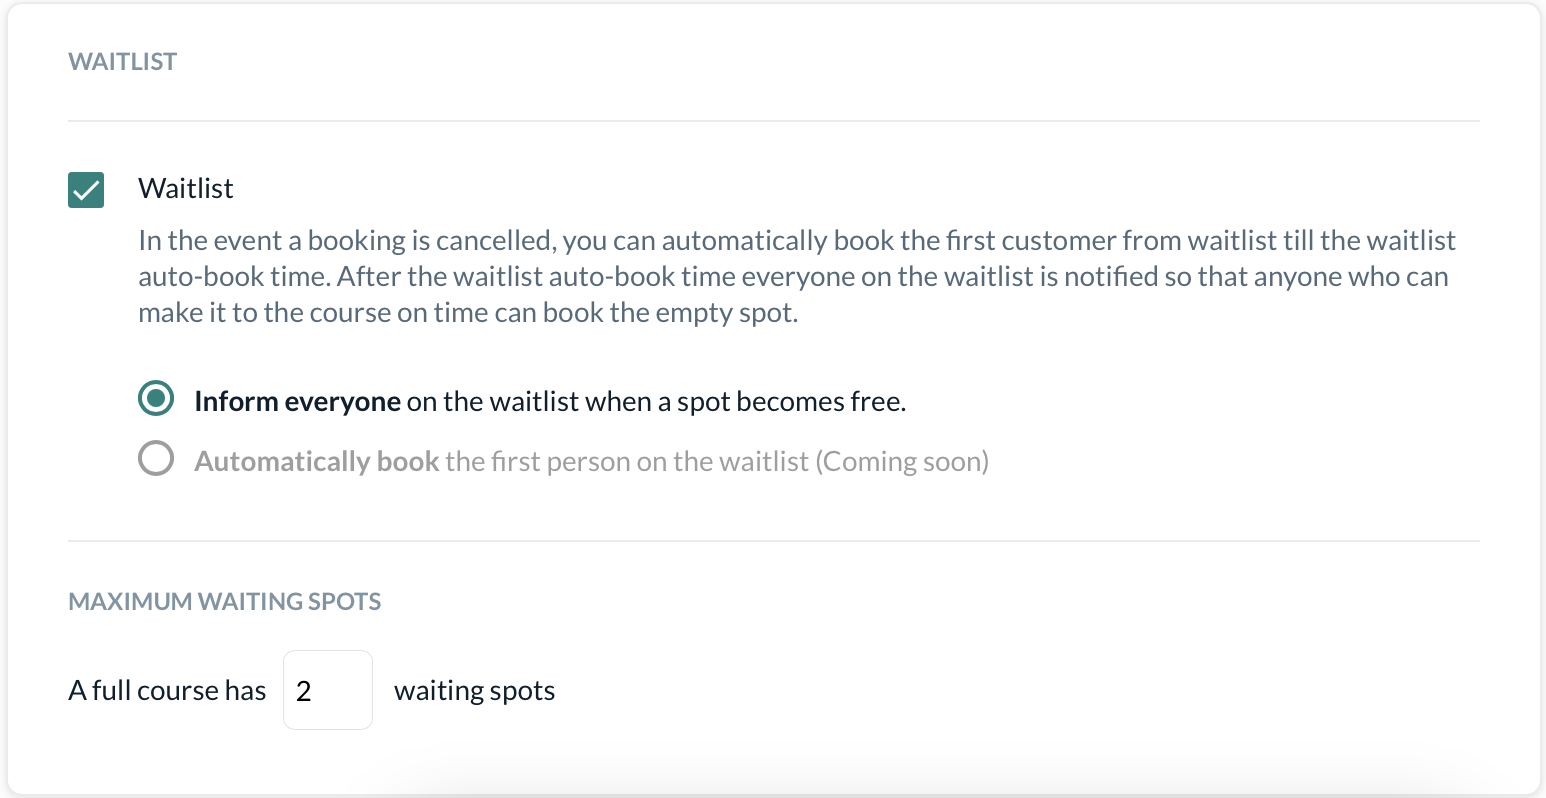 WAITLIST
Waitlist
In the event a booking is cancelled, you can automatically book the first customer from waitlist till the waitlist
auto-book time. After the waitlist auto-book time everyone on the waitlist is notified so that anyone who can
make it to the course on time can book the empty spot.
Inform everyone on the waitlist when a spot becomes free.
Automatically book the first person on the waitlist (Coming soon)
MAXIMUM WAITING SPOTS
A full course has 2 waiting spots